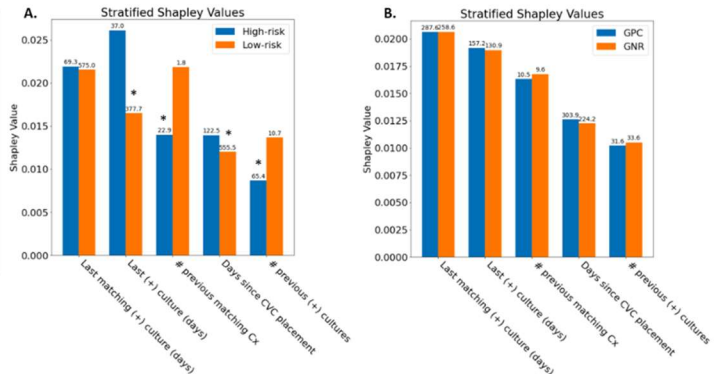 A.
Stratified Shapley Values
High-risk
Low-risk
Shapley Value
0.025
0.020
0.015
0.010
0.005
0.000
69.3
575.0
37.0
377.7
*
22.9
*
1.8
122.5
555.5
*
65.4
*
10.7
Last matching (+) culture (days)
Last (+) culture (days)
# previous matching Cx
Days since CVC placement
# previous (+) cultures
B.
Stratified Shapley Values
GPC
GNR
Shapley Value
0.0200
0.0175
0.0150
0.0125
0.0100
0.0075
0.0050
0.0025
0.0000
258.6
157.2
130.9
10.5
9.6
303.9
224.2
31.6
33.6
Last matching (+) culture (days)
Last (+) culture (days)
# previous matching Cx
Days since CVC placement
# previous (+) cultures